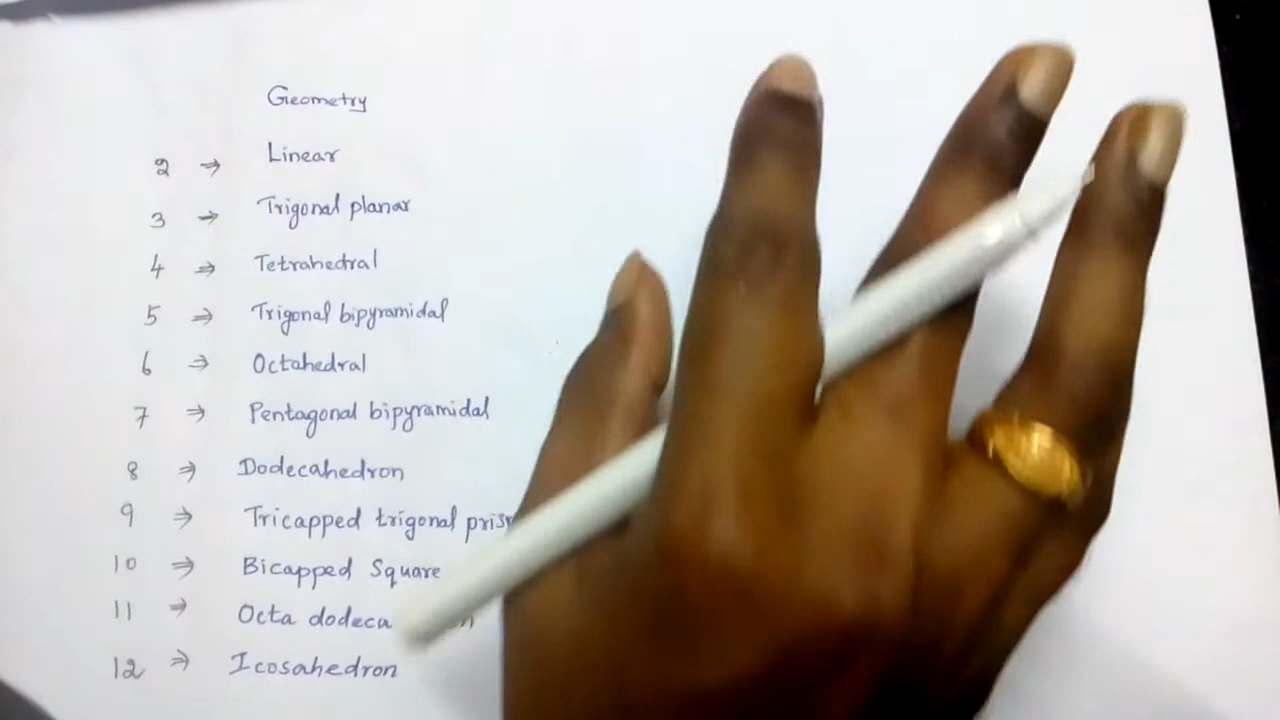 Geometry
2 ⇒ Linear
3 ⇒ Trigonal planar
4 ⇒ Tetrahedral
5 ⇒ Trigonal bipyramidal
6 ⇒ Octahedral
7 ⇒ Pentagonal bipyramidal
8 ⇒ Dodecahedron
9 ⇒ Tricapped trigonal
10 ⇒ Bicapped Square
11 ⇒ Octa
12 ⇒ Icosahedron